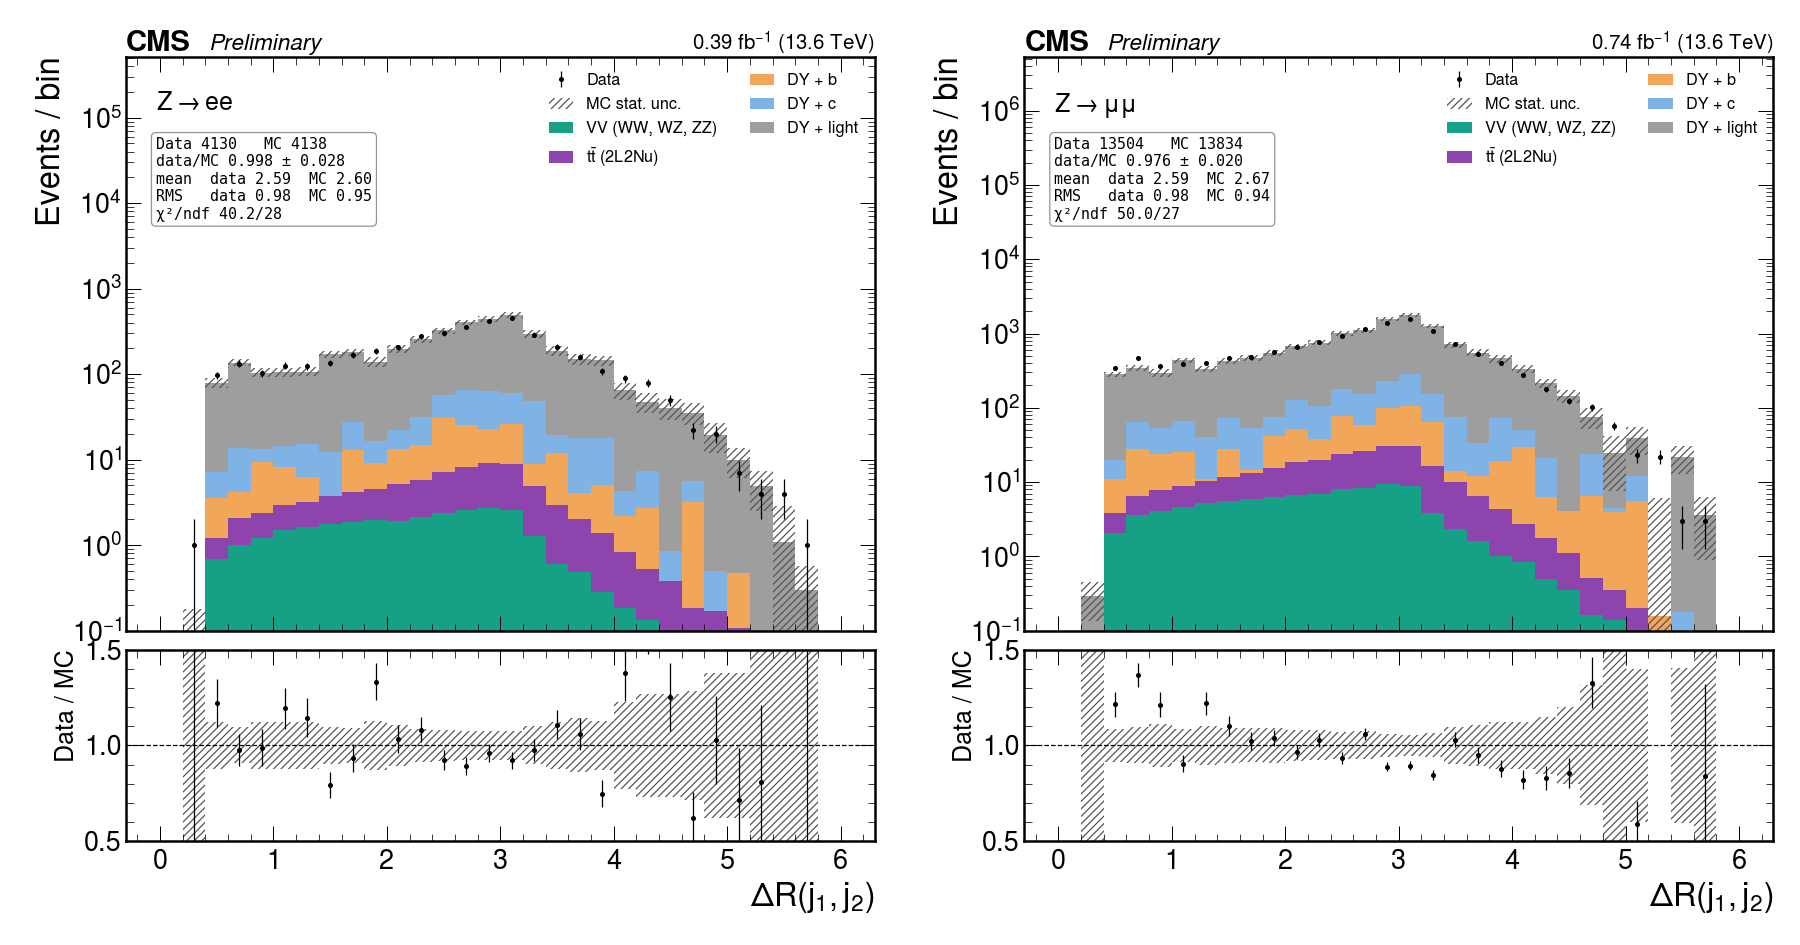 CMS Preliminary 0.39 fb⁻¹ (13.6 TeV)
Events / bin
Z → ee
Data
MC stat. unc.
VV (WW, WZ, ZZ)
tt̄ (2L2Nu)
DY + b
DY + c
DY + light
Data 4130 MC 4138
data/MC 0.998 ± 0.028
mean data 2.59 MC 2.60
RMS data 0.98 MC 0.95
χ²/ndf 40.2/28
10⁵
10⁴
10³
10²
10¹
10⁰
10⁻¹
Data / MC
1.5
1.0
0.5
0 1 2 3 4 5 6
ΔR(j₁, j₂)
CMS Preliminary 0.74 fb⁻¹ (13.6 TeV)
Events / bin
Z → μμ
Data
MC stat. unc.
VV (WW, WZ, ZZ)
tt̄ (2L2Nu)
DY + b
DY + c
DY + light
Data 13504 MC 13834
data/MC 0.976 ± 0.020
mean data 2.59 MC 2.67
RMS data 0.98 MC 0.94
χ²/ndf 50.0/27
10⁶
10⁵
10⁴
10³
10²
10¹
10⁰
10⁻¹
Data / MC
1.5
1.0
0.5
0 1 2 3 4 5 6
ΔR(j₁, j₂)